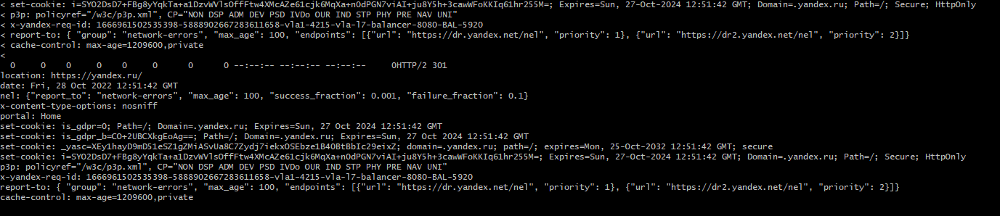 < set-cookie: i=SYO2DsD7+FBg8yYqkTa+a1DzvWVlsOffFtw4XMcAZe61cjk6MqXa+nOdPGN7viAI+ju8Y5h+3cawWFoKKIq61hr255M=; Expires=Sun, 27-Oct-2024 12:51:42 GMT; Domain=.yandex.ru; Path=/; Secure; HttpOnly
< p3p: policyref="/w3c/p3p.xml", CP="NON DSP ADM DEV PSD IVDo OUR IND STP PHY PRE NAV UNI"
< x-yandex-req-id: 1666961502535398-5888902667283611658-vla1-4215-vla-l7-balancer-8080-BAL-5920
< report-to: { "group": "network-errors", "max_age": 100, "endpoints": [{"url": "https://dr.yandex.net/nel", "priority": 1}, {"url": "https://dr2.yandex.net/nel", "priority": 2}]}
< cache-control: max-age=1209600,private
<
0 0 0 0 0 0 0 0 --:--:-- --:--:-- --:--:-- 0HTTP/2 301
location: https://yandex.ru/
date: Fri, 28 Oct 2022 12:51:42 GMT
nel: {"report_to": "network-errors", "max_age": 100, "success_fraction": 0.001, "failure_fraction": 0.1}
x-content-type-options: nosniff
portal: Home
set-cookie: is_gdpr=0; Path=/; Domain=.yandex.ru; Expires=Sun, 27 Oct 2024 12:51:42 GMT
set-cookie: is_gdpr_b=CO+2UBCXkgEoAg==; Path=/; Domain=.yandex.ru; Expires=Sun, 27 Oct 2024 12:51:42 GMT
set-cookie: _yasc=XEy1hayD9mD51eSZ1gZMiASvUa8C7Zydj7iekxOSEbze1B4OBtBbIc29eixZ; domain=.yandex.ru; path=/; expires=Mon, 25-Oct-2032 12:51:42 GMT; secure
set-cookie: i=SYO2DsD7+FBg8yYqkTa+a1DzvWVlsOffFtw4XMcAZe61cjk6MqXa+nOdPGN7viAI+ju8Y5h+3cawWFoKKIq61hr255M=; Expires=Sun, 27-Oct-2024 12:51:42 GMT; Domain=.yandex.ru; Path=/; Secure; HttpOnly
p3p: policyref="/w3c/p3p.xml", CP="NON DSP ADM DEV PSD IVDo OUR IND STP PHY PRE NAV UNI"
x-yandex-req-id: 1666961502535398-5888902667283611658-vla1-4215-vla-l7-balancer-8080-BAL-5920
report-to: { "group": "network-errors", "max_age": 100, "endpoints": [{"url": "https://dr.yandex.net/nel", "priority": 1}, {"url": "https://dr2.yandex.net/nel", "priority": 2}]}
cache-control: max-age=1209600,private